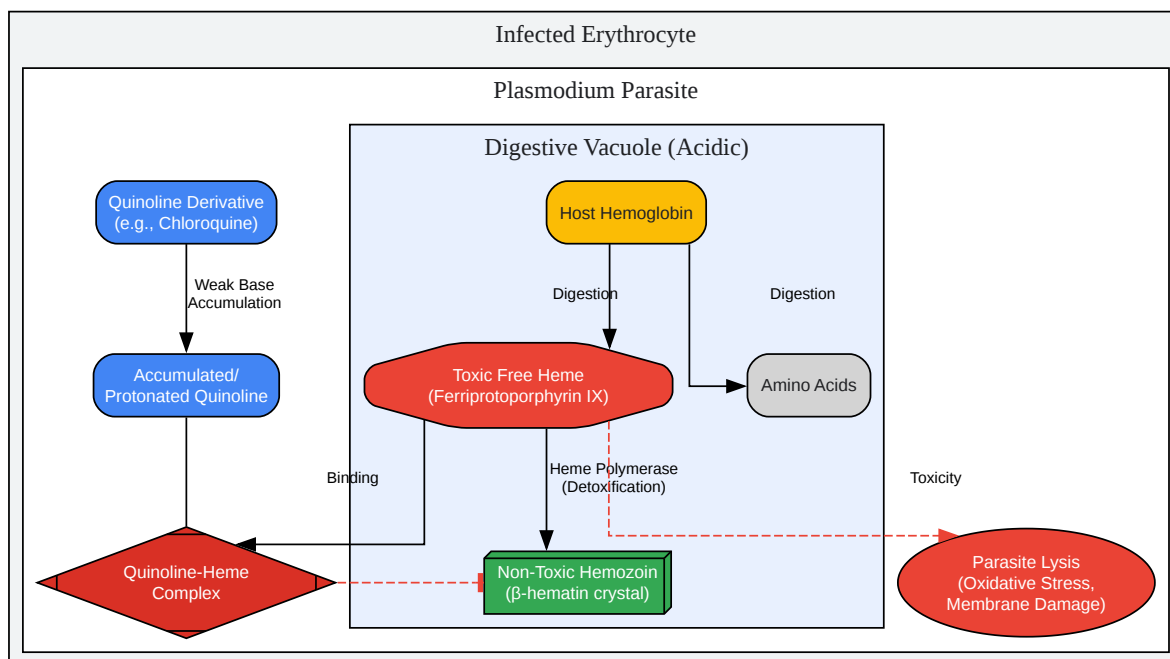 Infected Erythrocyte
Plasmodium Parasite
Digestive Vacuole (Acidic)
Quinoline Derivative
(e.g., Chloroquine)
Host Hemoglobin
Weak Base
Accumulation
Digestion
Digestion
Accumulated/
Protonated Quinoline
Toxic Free Heme
(Ferriprotoporphyrin IX)
Amino Acids
Binding
Heme Polymerase
(Detoxification)
Toxicity
Quinoline-Heme
Complex
Non-Toxic Hemozoin
(β-hematin crystal)
Parasite Lysis
(Oxidative Stress,
Membrane Damage)